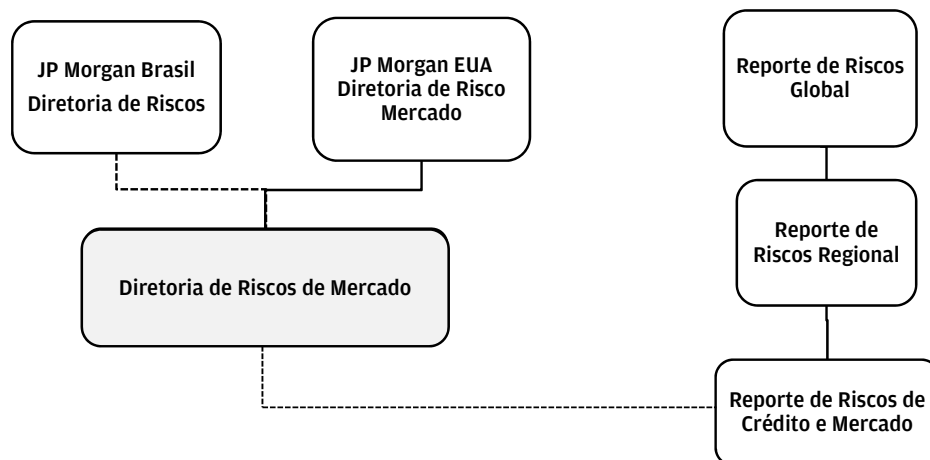 JP Morgan Brasil
Diretoria de Riscos
JP Morgan EUA
Diretoria de Risco
Mercado
Reporte de Riscos
Global
Reporte de
Riscos Regional
Diretoria de Riscos de Mercado
Reporte de Riscos de
Crédito e Mercado